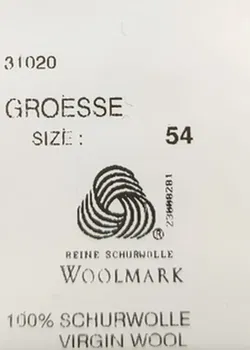 31020
GROESSE
SIZE : 54
®
REINE SCHURWOLLE
WOOLMARK
100% SCHURWOLLE
VIRGIN WOOL